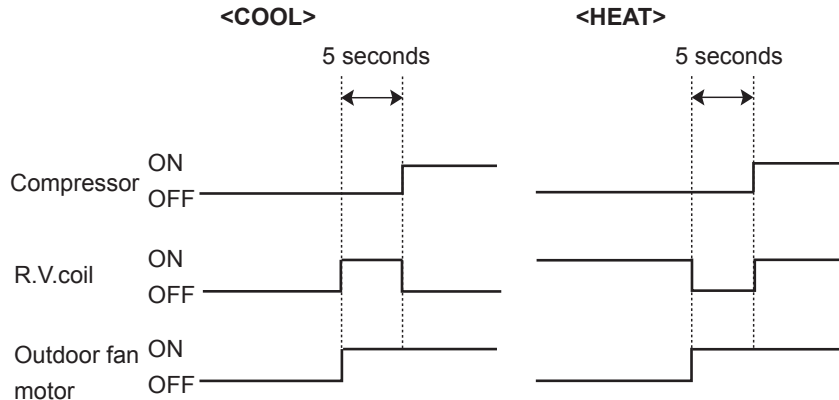 <COOL> <HEAT>
5 seconds 5 seconds
ON
Compressor
OFF
ON
R.V.coil
OFF
Outdoor fan ON
motor OFF